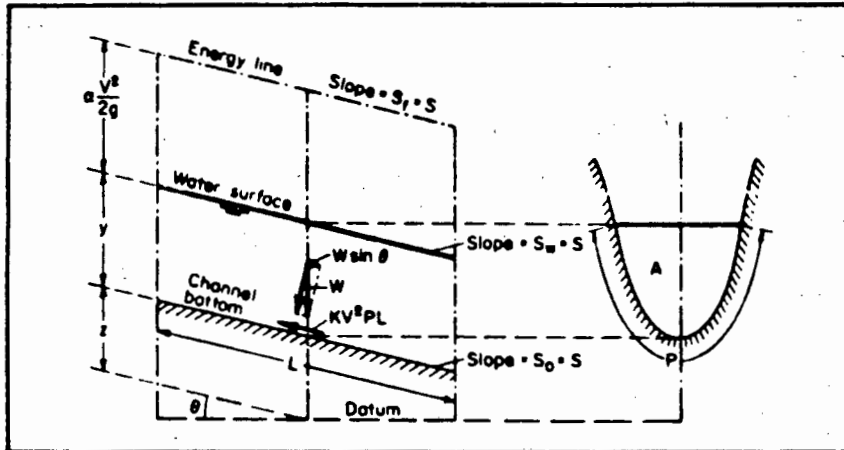 Energy line
Slope = S_f = S
α V²/2g
Water surface
y
Slope = S_w = S
A
W sin θ
W
Channel bottom
KV²PL
z
P
L
Slope = S_0 = S
θ
Datum